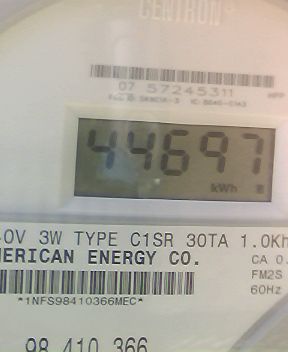 CENTRON
07 57245311
44697
kWh
0V 3W TYPE C1SR 30TA 1.0Kh
ERICAN ENERGY CO.
CA 0.
FM2S
60Hz
*1NFS98410366MEC*
98 410 366